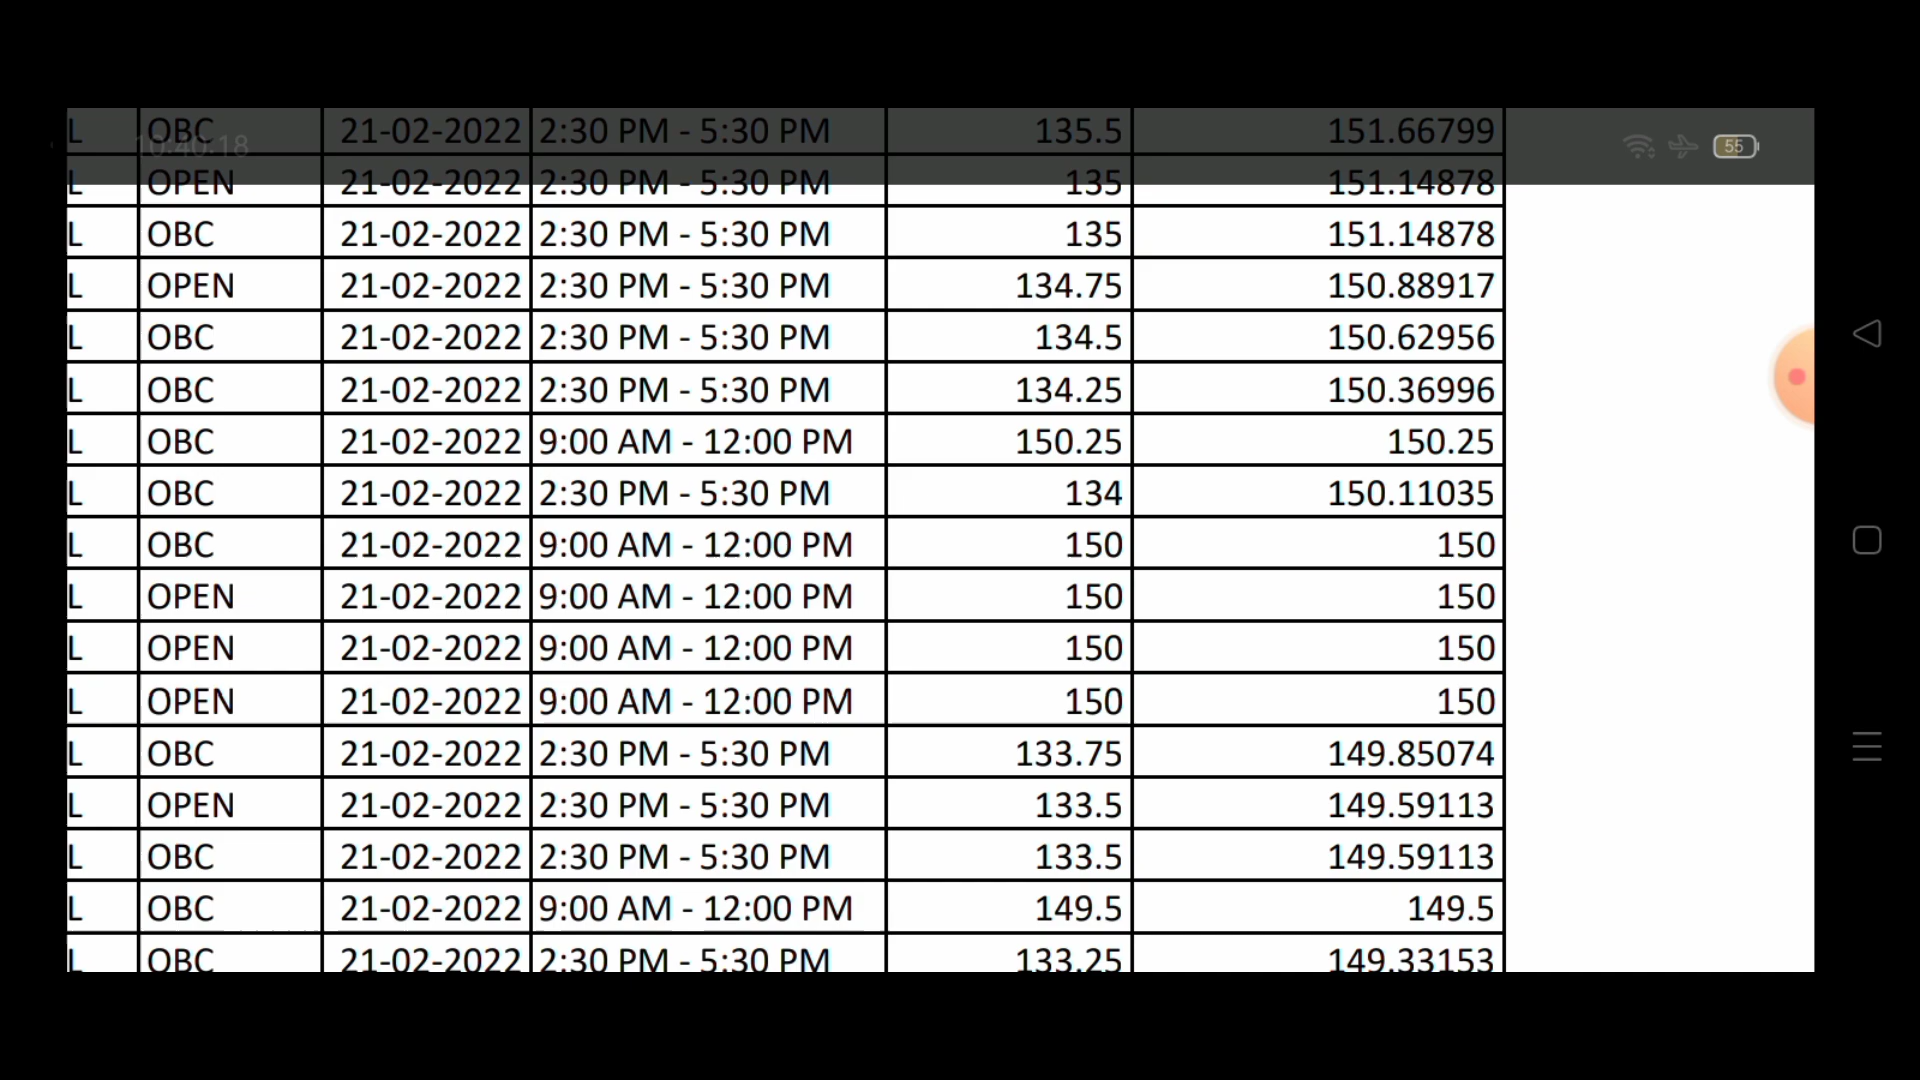 L OBC 21-02-2022 2:30 PM - 5:30 PM 135.5 151.66799
10:40:18 55
L OPEN 21-02-2022 2:30 PM - 5:30 PM 135 151.14878
L OBC 21-02-2022 2:30 PM - 5:30 PM 135 151.14878
L OPEN 21-02-2022 2:30 PM - 5:30 PM 134.75 150.88917
L OBC 21-02-2022 2:30 PM - 5:30 PM 134.5 150.62956
L OBC 21-02-2022 2:30 PM - 5:30 PM 134.25 150.36996
L OBC 21-02-2022 9:00 AM - 12:00 PM 150.25 150.25
L OBC 21-02-2022 2:30 PM - 5:30 PM 134 150.11035
L OBC 21-02-2022 9:00 AM - 12:00 PM 150 150
L OPEN 21-02-2022 9:00 AM - 12:00 PM 150 150
L OPEN 21-02-2022 9:00 AM - 12:00 PM 150 150
L OPEN 21-02-2022 9:00 AM - 12:00 PM 150 150
L OBC 21-02-2022 2:30 PM - 5:30 PM 133.75 149.85074
L OPEN 21-02-2022 2:30 PM - 5:30 PM 133.5 149.59113
L OBC 21-02-2022 2:30 PM - 5:30 PM 133.5 149.59113
L OBC 21-02-2022 9:00 AM - 12:00 PM 149.5 149.5
L OBC 21-02-2022 2:30 PM - 5:30 PM 133.25 149.33153